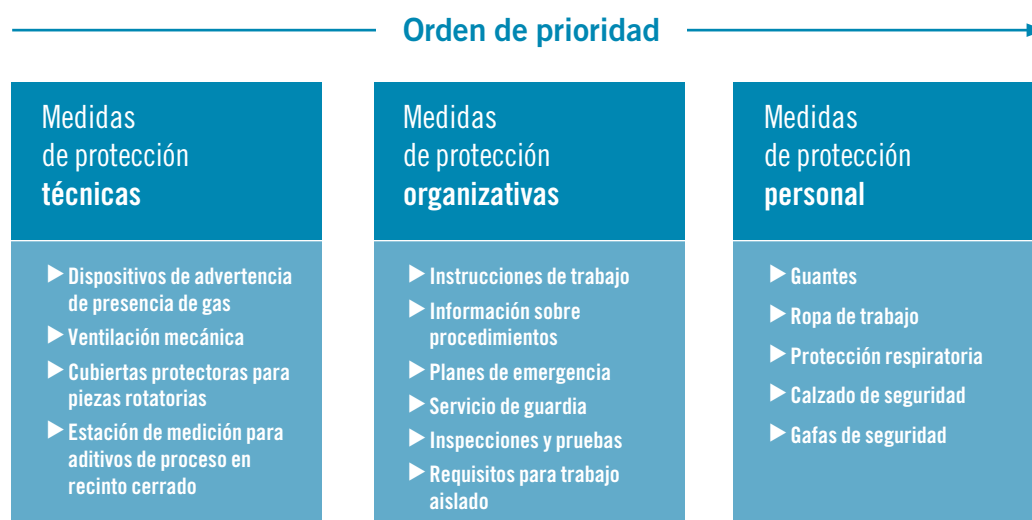 Orden de prioridad
Medidas
de protección
técnicas
▶ Dispositivos de advertencia
de presencia de gas
▶ Ventilación mecánica
▶ Cubiertas protectoras para
piezas rotatorias
▶ Estación de medición para
aditivos de proceso en
recinto cerrado
Medidas
de protección
organizativas
▶ Instrucciones de trabajo
▶ Información sobre
procedimientos
▶ Planes de emergencia
▶ Servicio de guardia
▶ Inspecciones y pruebas
▶ Requisitos para trabajo
aislado
Medidas
de protección
personal
▶ Guantes
▶ Ropa de trabajo
▶ Protección respiratoria
▶ Calzado de seguridad
▶ Gafas de seguridad